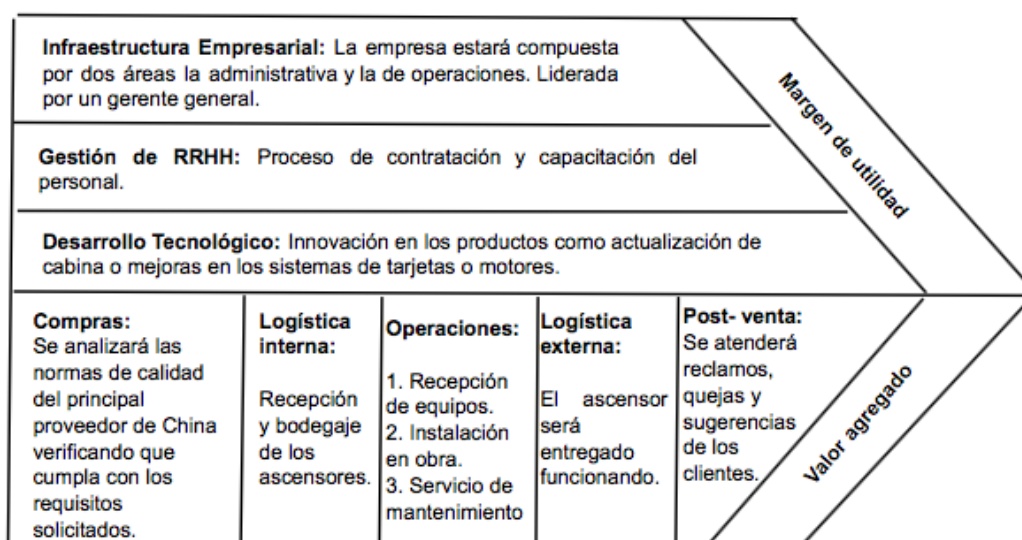 Infraestructura Empresarial: La empresa estará compuesta
por dos áreas la administrativa y la de operaciones. Liderada
por un gerente general.
Margen de utilidad
Gestión de RRHH: Proceso de contratación y capacitación del
personal.
Desarrollo Tecnológico: Innovación en los productos como actualización de
cabina o mejoras en los sistemas de tarjetas o motores.
Compras:
Se analizará las
normas de calidad
del principal
proveedor de China
verificando que
cumpla con los
requisitos
solicitados.
Logística
interna:
Recepción
y bodegaje
de los
ascensores.
Operaciones:
1. Recepción
de equipos.
2. Instalación
en obra.
3. Servicio de
mantenimiento
Logística
externa:
El ascensor
será
entregado
funcionando.
Post- venta:
Se atenderá
reclamos,
quejas y
sugerencias
de los
clientes.
Valor agregado